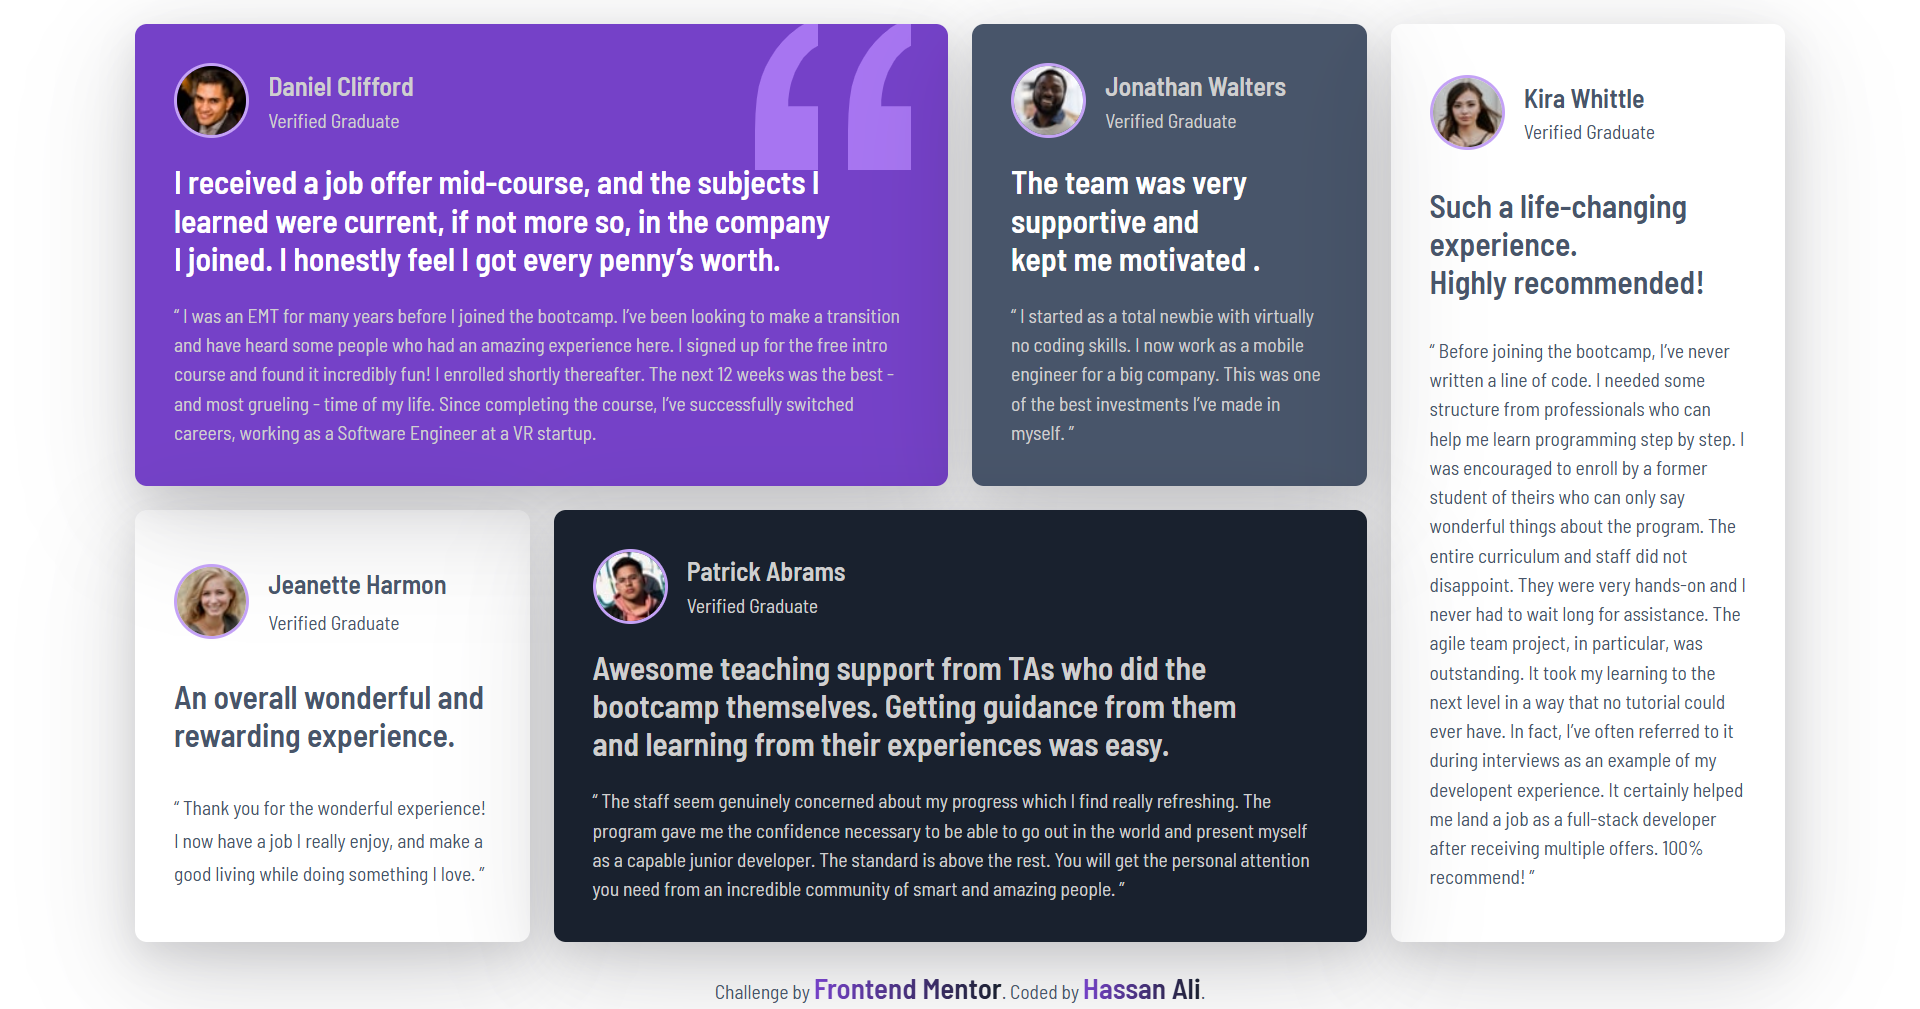 Daniel Clifford
Verified Graduate
I received a job offer mid-course, and the subjects I
learned were current, if not more so, in the company
I joined. I honestly feel I got every penny’s worth.
“ I was an EMT for many years before I joined the bootcamp. I’ve been looking to make a transition
and have heard some people who had an amazing experience here. I signed up for the free intro
course and found it incredibly fun! I enrolled shortly thereafter. The next 12 weeks was the best -
and most grueling - time of my life. Since completing the course, I’ve successfully switched
careers, working as a Software Engineer at a VR startup.
Jonathan Walters
Verified Graduate
The team was very
supportive and
kept me motivated .
“ I started as a total newbie with virtually
no coding skills. I now work as a mobile
engineer for a big company. This was one
of the best investments I’ve made in
myself. ”
Kira Whittle
Verified Graduate
Such a life-changing
experience.
Highly recommended!
“ Before joining the bootcamp, I’ve never
written a line of code. I needed some
structure from professionals who can
help me learn programming step by step. I
was encouraged to enroll by a former
student of theirs who can only say
wonderful things about the program. The
entire curriculum and staff did not
disappoint. They were very hands-on and I
never had to wait long for assistance. The
agile team project, in particular, was
outstanding. It took my learning to the
next level in a way that no tutorial could
ever have. In fact, I’ve often referred to it
during interviews as an example of my
developent experience. It certainly helped
me land a job as a full-stack developer
after receiving multiple offers. 100%
recommend! ”
Jeanette Harmon
Verified Graduate
An overall wonderful and
rewarding experience.
“ Thank you for the wonderful experience!
I now have a job I really enjoy, and make a
good living while doing something I love. ”
Patrick Abrams
Verified Graduate
Awesome teaching support from TAs who did the
bootcamp themselves. Getting guidance from them
and learning from their experiences was easy.
“ The staff seem genuinely concerned about my progress which I find really refreshing. The
program gave me the confidence necessary to be able to go out in the world and present myself
as a capable junior developer. The standard is above the rest. You will get the personal attention
you need from an incredible community of smart and amazing people. ”
Challenge by Frontend Mentor. Coded by Hassan Ali.